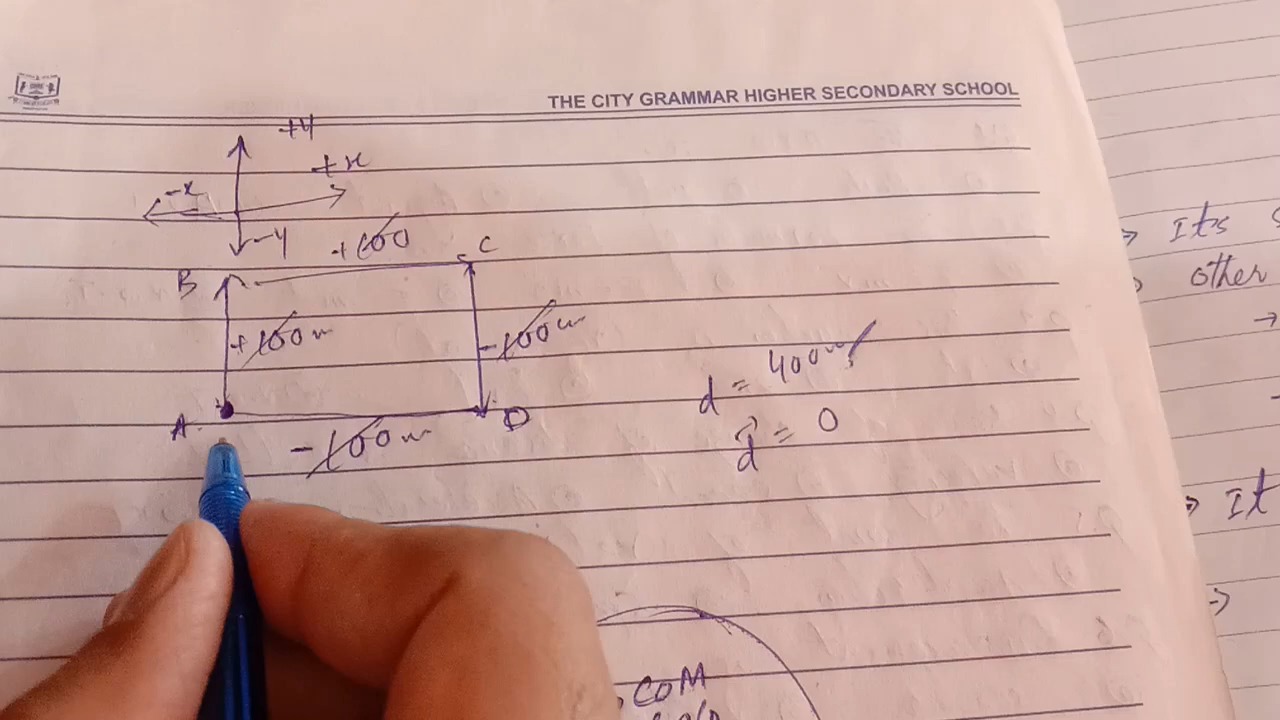 THE CITY GRAMMAR HIGHER SECONDARY SCHOOL
+y
+x
-x
-y
+100
B
C
+100m
-100m
A
D
-100m
d = 400m
d⃗ = 0
→ Its
other
→
→ It
→
COM